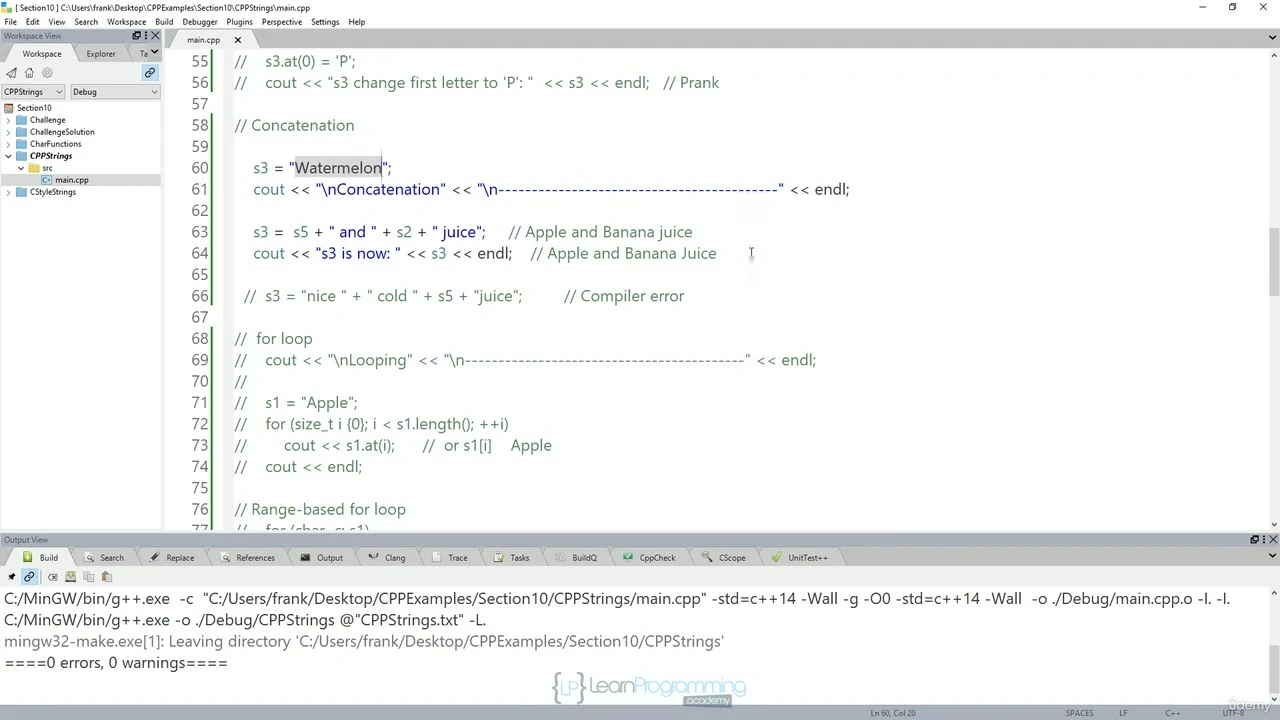 [ Section10 ] C:\Users\frank\Desktop\CPPExamples\Section10\CPPStrings\main.cpp
File Edit View Search Workspace Build Debugger Plugins Perspective Settings Help
Workspace View
main.cpp
Workspace Explorer Ta
CPPStrings Debug
Section10
Challenge
ChallengeSolution
CharFunctions
CPPStrings
src
main.cpp
CStyleStrings
55 //    s3.at(0) = 'P';
56 //    cout << "s3 change first letter to 'P': "  << s3 << endl;   // Prank
57
58 // Concatenation
59
60 s3 = "Watermelon";
61 cout << "\nConcatenation" << "\n------------------------------------------" << endl;
62
63 s3 =  s5 + " and " + s2 + " juice";     // Apple and Banana juice
64 cout << "s3 is now: " << s3 << endl;    // Apple and Banana Juice
65
66 //  s3 = "nice " + " cold " + s5 + "juice";         // Compiler error
67
68 //  for loop
69 //    cout << "\nLooping" << "\n------------------------------------------" << endl;
70 //
71 //    s1 = "Apple";
72 //    for (size_t i {0}; i < s1.length(); ++i)
73 //        cout << s1.at(i);      //  or s1[i]    Apple
74 //    cout << endl;
75
76 // Range-based for loop
77 //    for (char c: s1)
Output View
Build Search Replace References Output Clang Trace Tasks BuildQ CppCheck CScope UnitTest++
C:/MinGW/bin/g++.exe  -c  "C:/Users/frank/Desktop/CPPExamples/Section10/CPPStrings/main.cpp" -std=c++14 -Wall -g -O0 -std=c++14 -Wall  -o ./Debug/main.cpp.o -I. -I.
C:/MinGW/bin/g++.exe -o ./Debug/CPPStrings @"CPPStrings.txt" -L.
mingw32-make.exe[1]: Leaving directory 'C:/Users/frank/Desktop/CPPExamples/Section10/CPPStrings'
====0 errors, 0 warnings====
{LP} LearnProgramming
academy
Ln 60, Col 20 SPACES LF C++ UTF-8
ûdemy